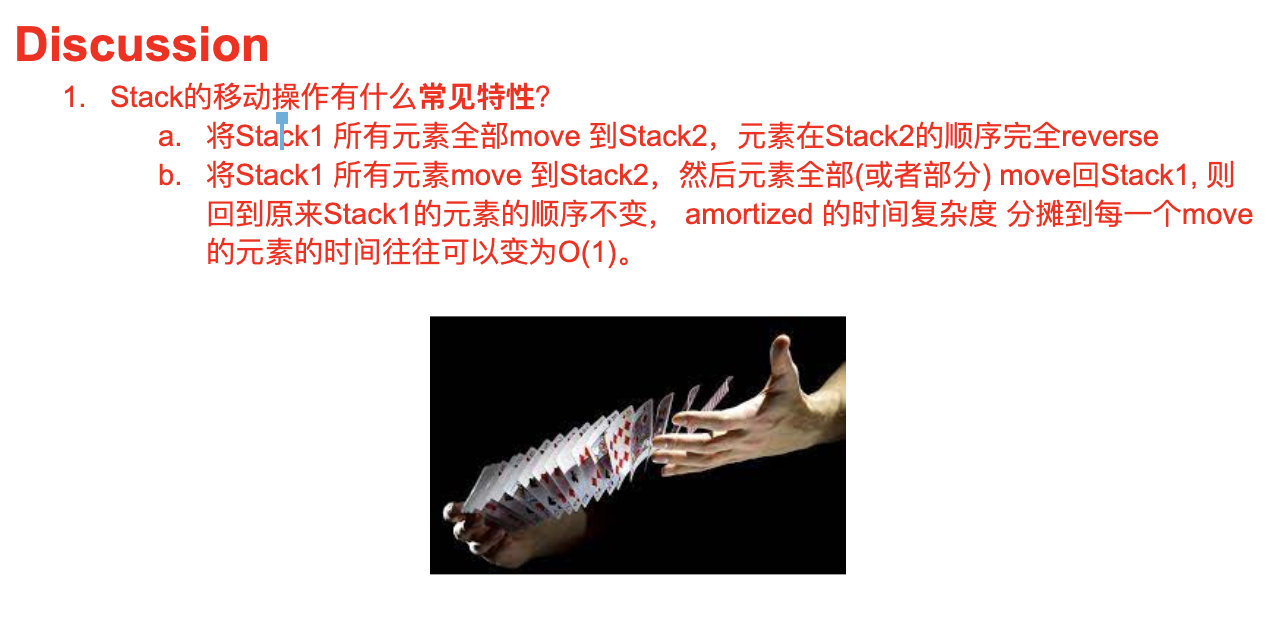 Discussion
1. Stack的移动操作有什么常见特性?
a. 将Stack1 所有元素全部move 到Stack2，元素在Stack2的顺序完全reverse
b. 将Stack1 所有元素move 到Stack2，然后元素全部(或者部分) move回Stack1, 则
回到原来Stack1的元素的顺序不变， amortized 的时间复杂度 分摊到每一个move
的元素的时间往往可以变为O(1)。